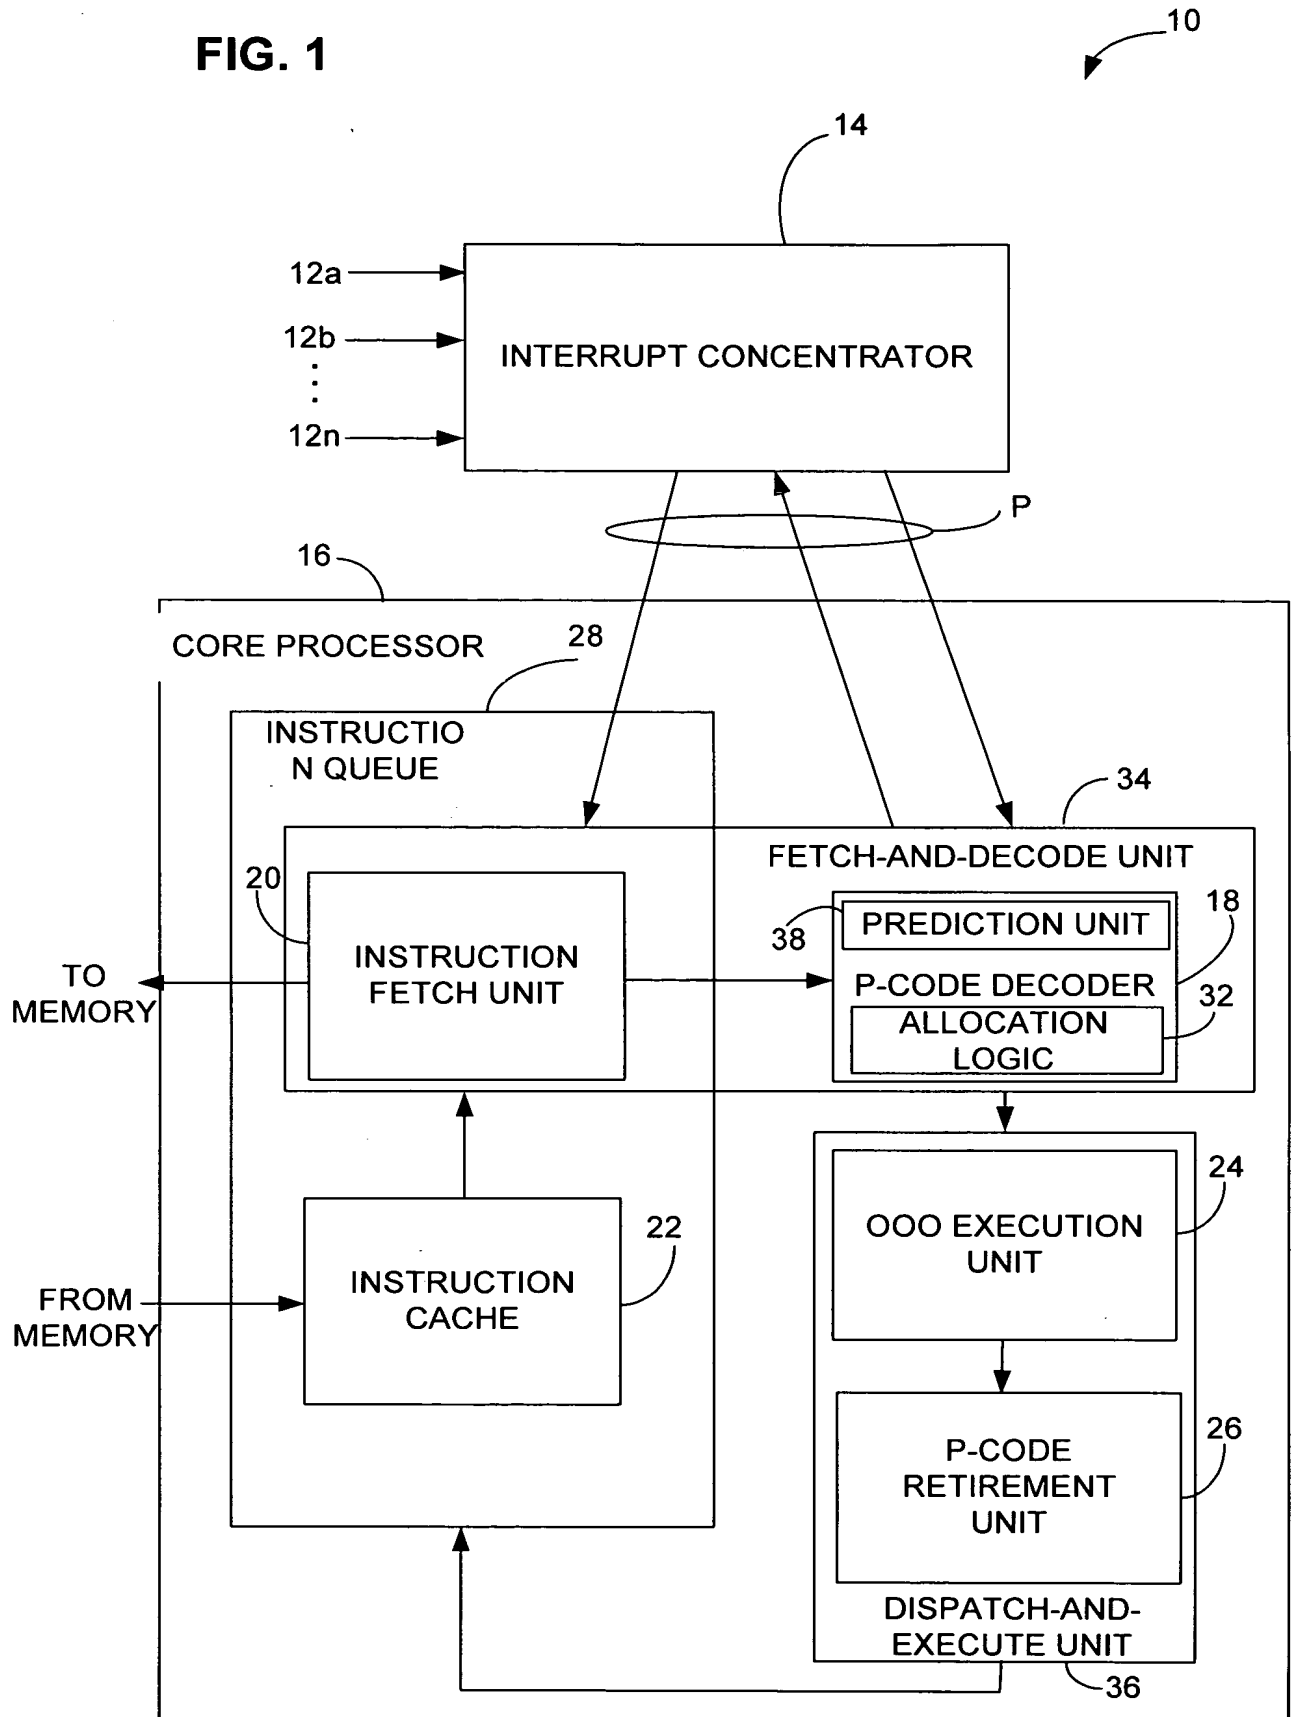 FIG. 1
10
14
12a
12b
12n
INTERRUPT CONCENTRATOR
P
16
CORE PROCESSOR
28
INSTRUCTIO
N QUEUE
34
FETCH-AND-DECODE UNIT
20
38
PREDICTION UNIT
18
INSTRUCTION
FETCH UNIT
P-CODE DECODER
32
ALLOCATION
LOGIC
TO
MEMORY
24
OOO EXECUTION
UNIT
22
INSTRUCTION
CACHE
FROM
MEMORY
26
P-CODE
RETIREMENT
UNIT
DISPATCH-AND-
EXECUTE UNIT
36